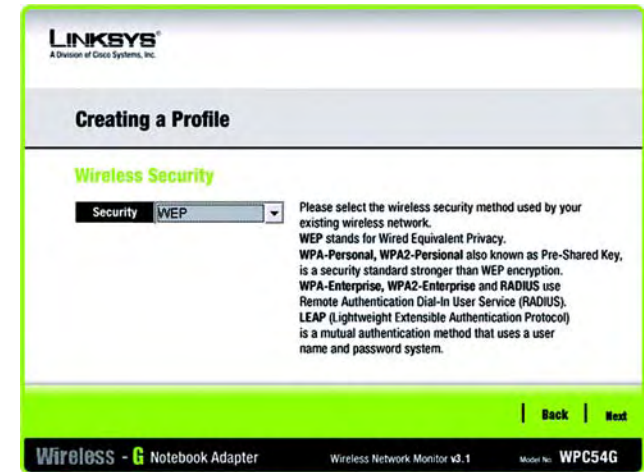 LINKSYS®
A Division of Cisco Systems, Inc.
Creating a Profile
Wireless Security
Security WEP
Please select the wireless security method used by your
existing wireless network.
WEP stands for Wired Equivalent Privacy.
WPA-Personal, WPA2-Persional also known as Pre-Shared Key,
is a security standard stronger than WEP encryption.
WPA-Enterprise, WPA2-Enterprise and RADIUS use
Remote Authentication Dial-In User Service (RADIUS).
LEAP (Lightweight Extensible Authentication Protocol)
is a mutual authentication method that uses a user
name and password system.
Back Next
Wireless - G Notebook Adapter Wireless Network Monitor v3.1 Model No. WPC54G